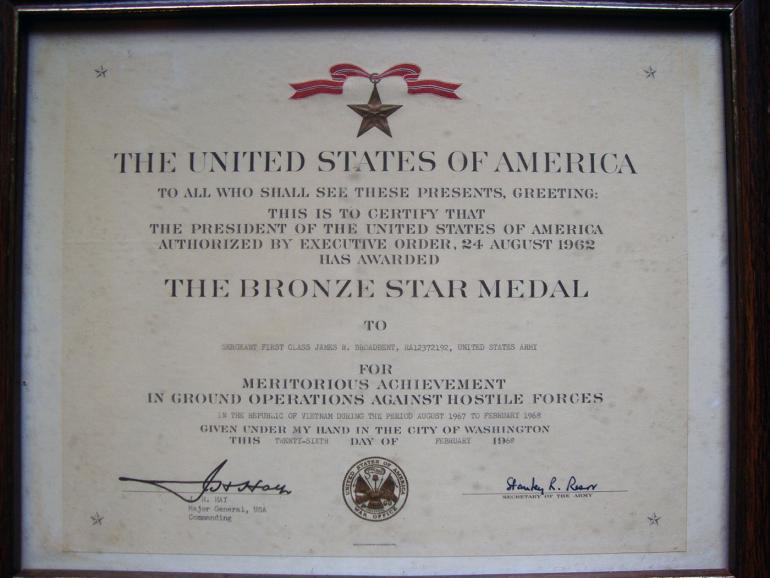 THE UNITED STATES OF AMERICA
TO ALL WHO SHALL SEE THESE PRESENTS, GREETING:
THIS IS TO CERTIFY THAT
THE PRESIDENT OF THE UNITED STATES OF AMERICA
AUTHORIZED BY EXECUTIVE ORDER, 24 AUGUST 1962
HAS AWARDED
THE BRONZE STAR MEDAL
TO
SERGEANT FIRST CLASS JAMES R. BROADBENT, RA12372192, UNITED STATES ARMY
FOR
MERITORIOUS ACHIEVEMENT
IN GROUND OPERATIONS AGAINST HOSTILE FORCES
IN THE REPUBLIC OF VIETNAM DURING THE PERIOD AUGUST 1967 TO FEBRUARY 1968
GIVEN UNDER MY HAND IN THE CITY OF WASHINGTON
THIS TWENTY-SIXTH DAY OF FEBRUARY 1968
H. HAY
Major General, USA
Commanding
UNITED STATES OF AMERICA
WAR OFFICE
Stanley R. Resor
SECRETARY OF THE ARMY